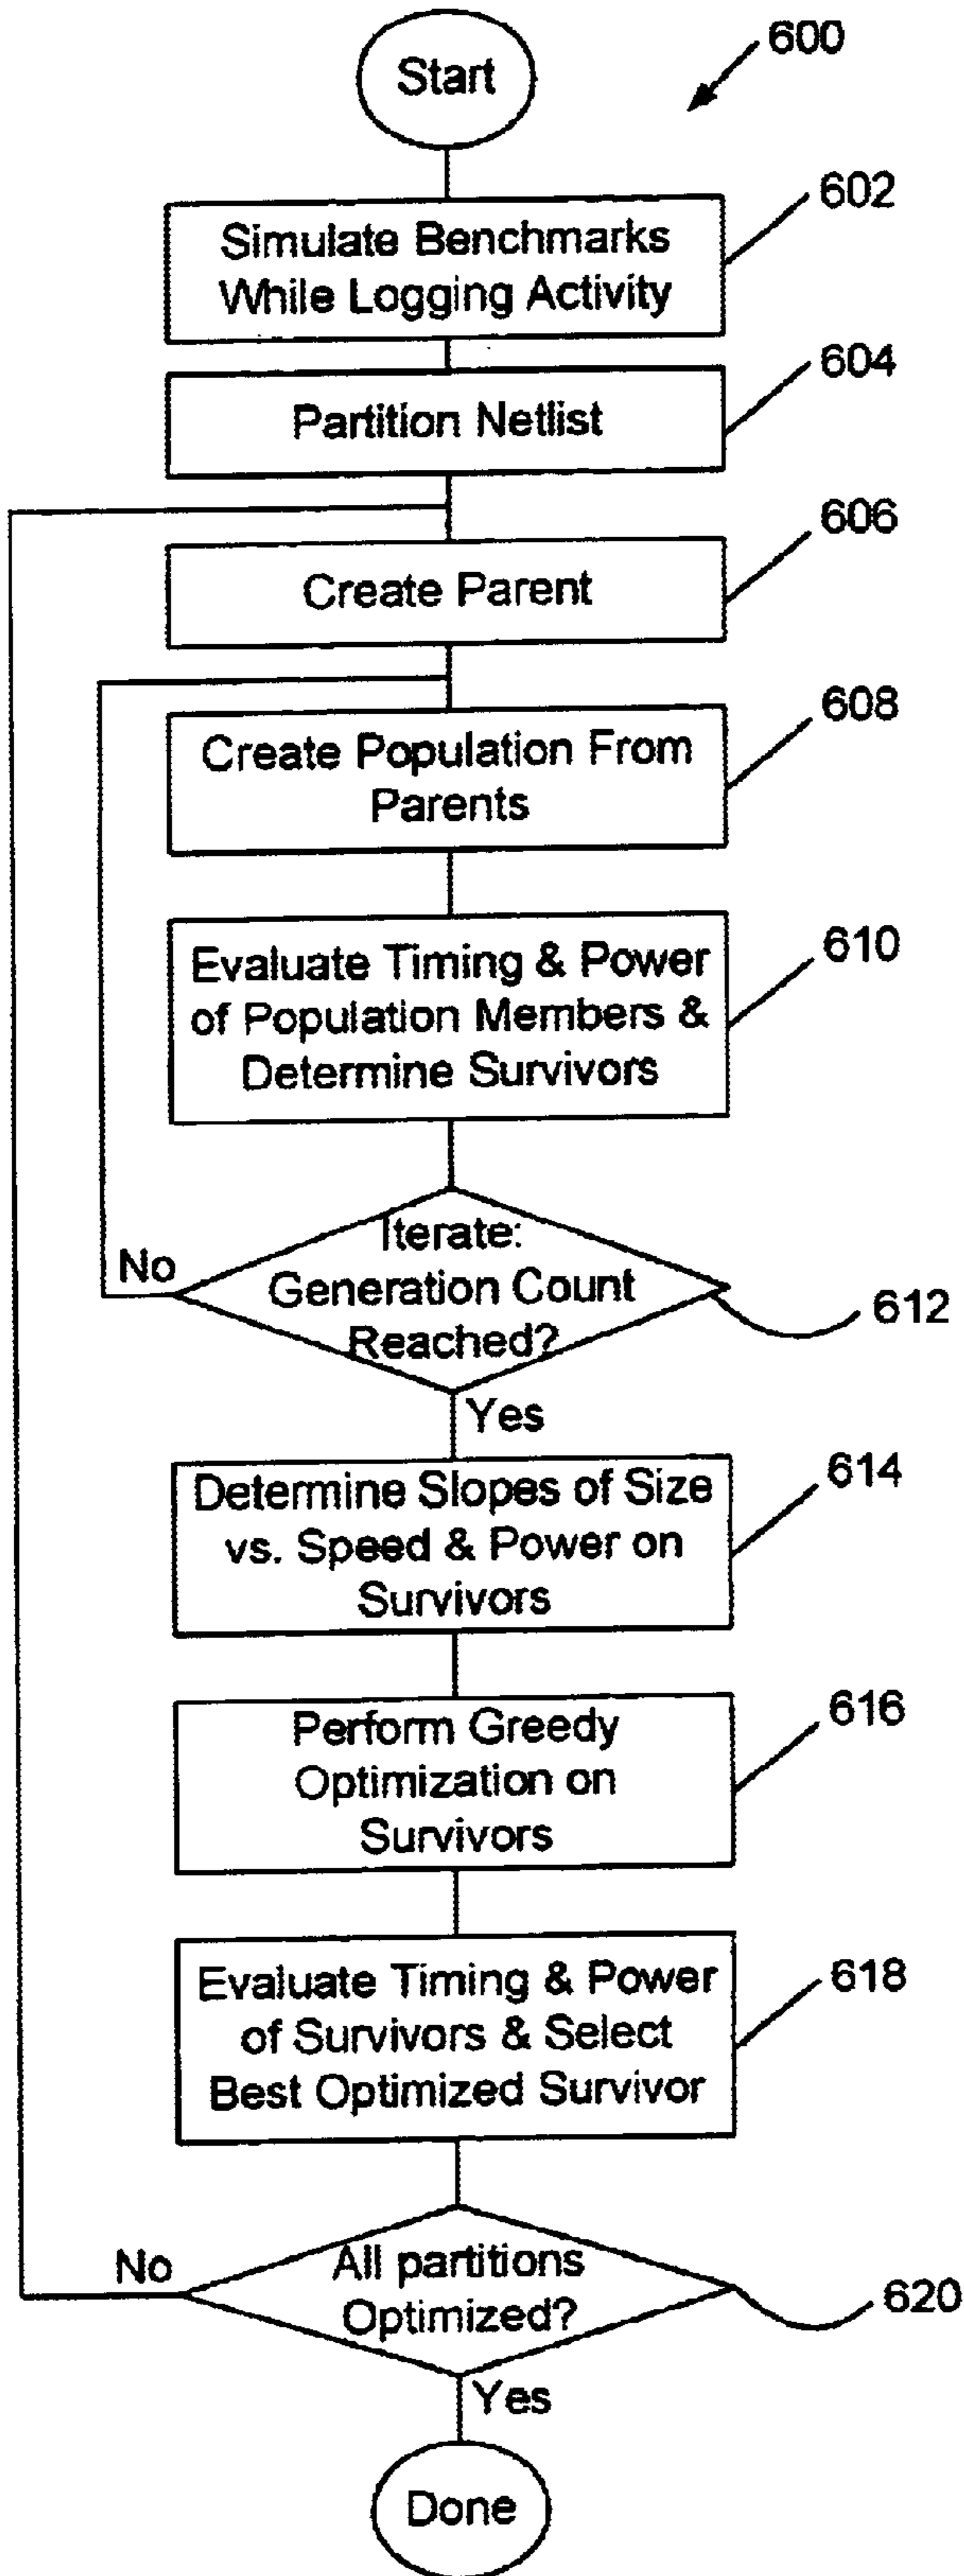 600
Start
602
Simulate Benchmarks
While Logging Activity
604
Partition Netlist
606
Create Parent
608
Create Population From
Parents
610
Evaluate Timing & Power
of Population Members &
Determine Survivors
Iterate:
No
Generation Count
612
Reached?
Yes
614
Determine Slopes of Size
vs. Speed & Power on
Survivors
616
Perform Greedy
Optimization on
Survivors
618
Evaluate Timing & Power
of Survivors & Select
Best Optimized Survivor
No
All partitions
620
Optimized?
Yes
Done